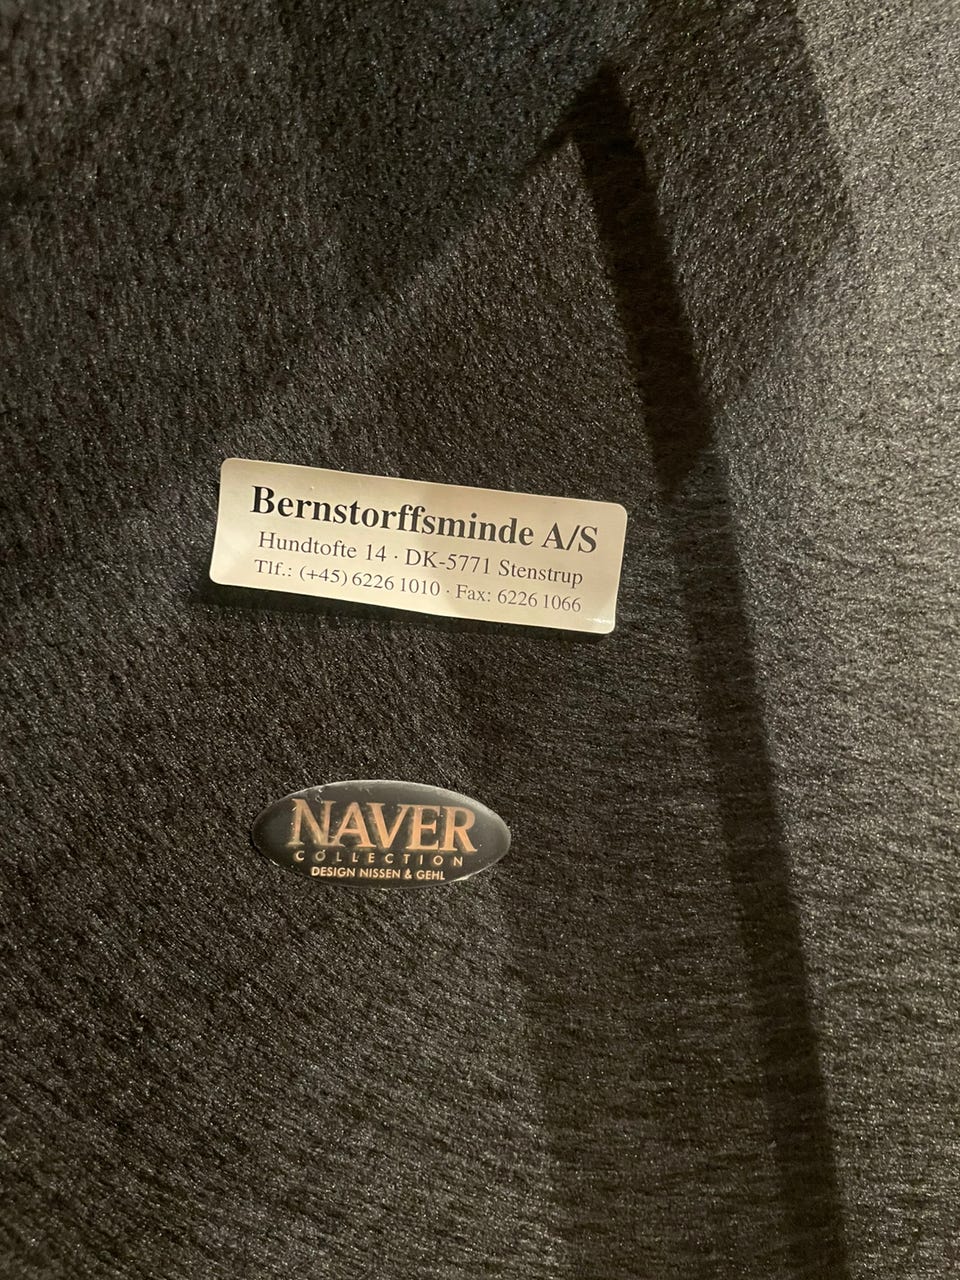 Bernstorffsminde A/S
Hundtofte 14 · DK-5771 Stenstrup
Tlf.: (+45) 6226 1010 · Fax: 6226 1066
NAVER
COLLECTION
DESIGN NISSEN & GEHL